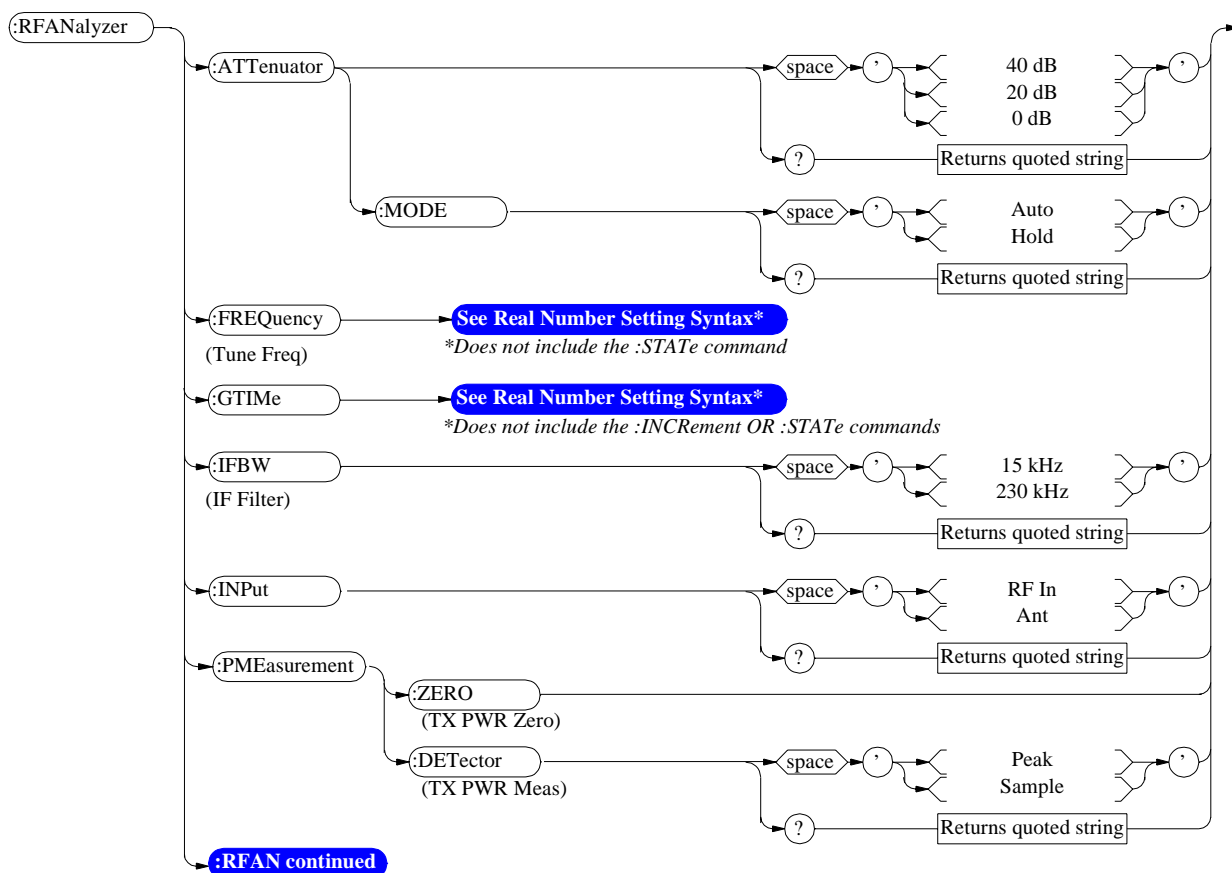 :RFANalyzer
:ATTenuator
space ' 40 dB '
20 dB
0 dB
? Returns quoted string
:MODE space ' Auto '
Hold
? Returns quoted string
:FREQuency See Real Number Setting Syntax*
(Tune Freq) *Does not include the :STATe command
:GTIMe See Real Number Setting Syntax*
*Does not include the :INCRement OR :STATe commands
:IFBW space ' 15 kHz '
(IF Filter) 230 kHz
? Returns quoted string
:INPut space ' RF In '
Ant
? Returns quoted string
:PMEasurement
:ZERO
(TX PWR Zero)
:DETector space ' Peak '
(TX PWR Meas) Sample
? Returns quoted string
:RFAN continued